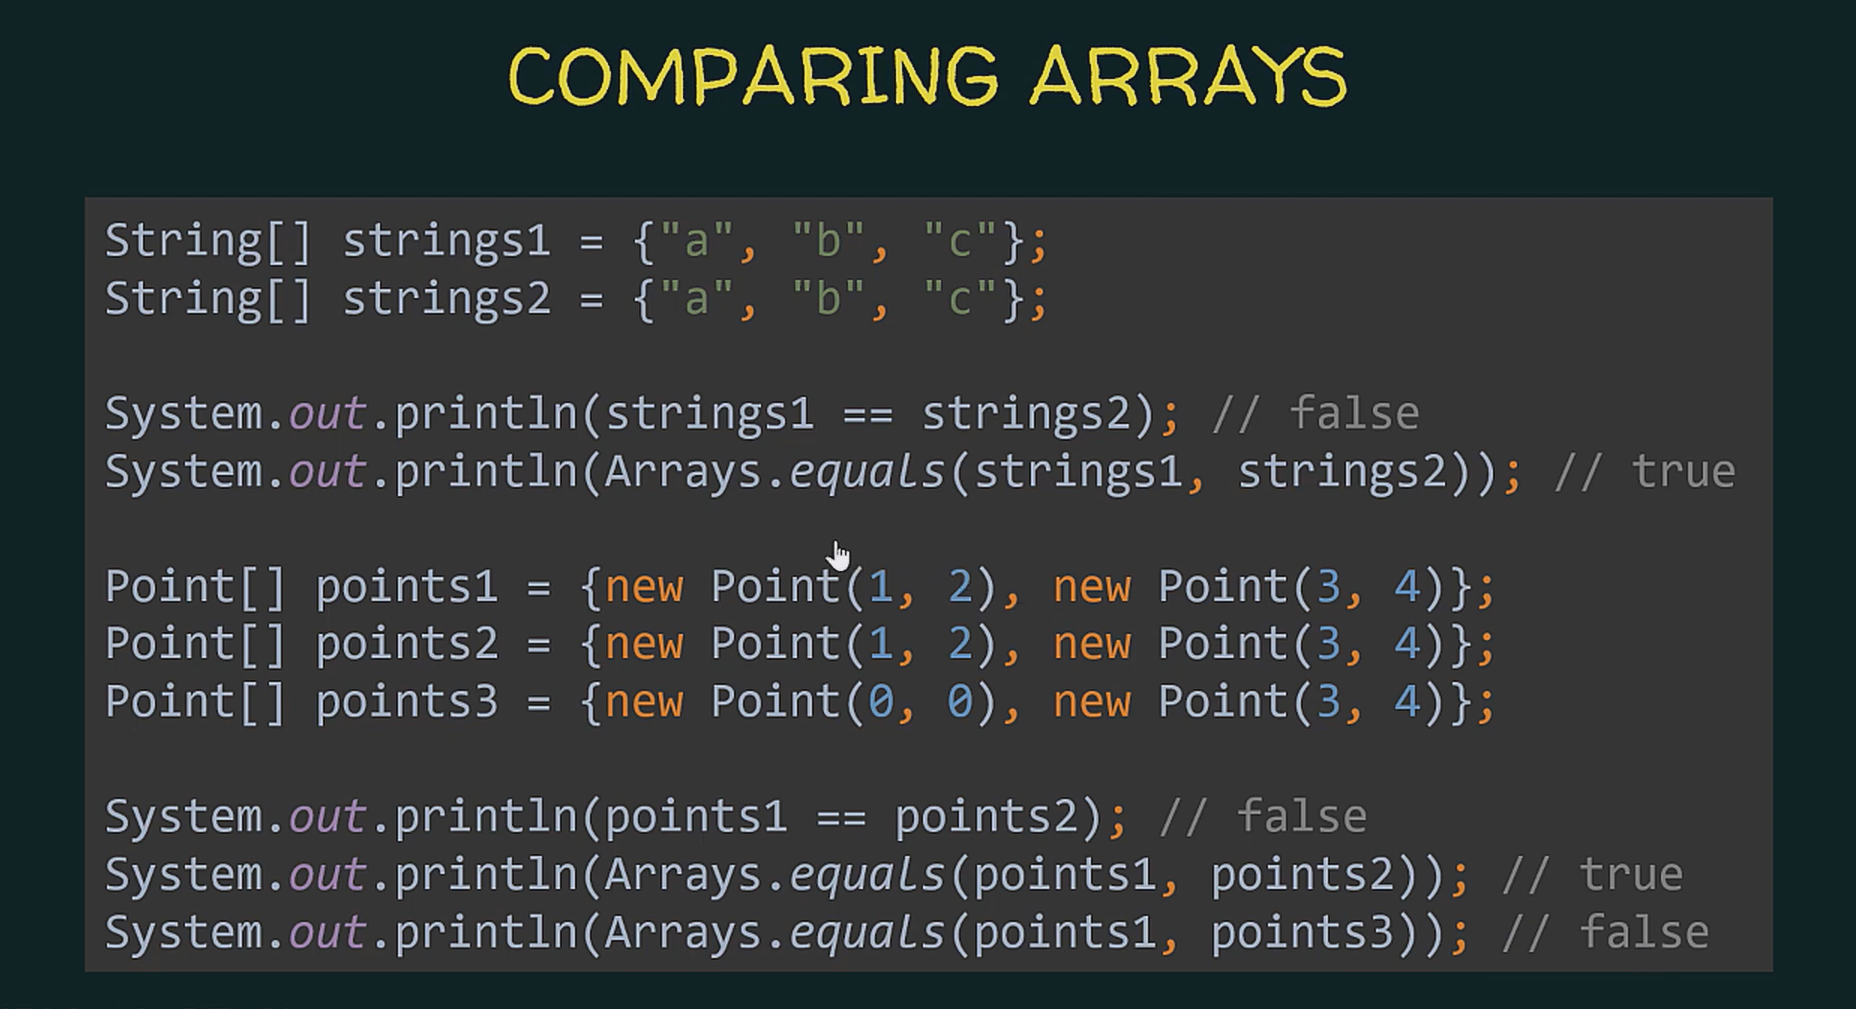 COMPARING ARRAYS
String[] strings1 = {"a", "b", "c"};
String[] strings2 = {"a", "b", "c"};
System.out.println(strings1 == strings2); // false
System.out.println(Arrays.equals(strings1, strings2)); // true
Point[] points1 = {new Point(1, 2), new Point(3, 4)};
Point[] points2 = {new Point(1, 2), new Point(3, 4)};
Point[] points3 = {new Point(0, 0), new Point(3, 4)};
System.out.println(points1 == points2); // false
System.out.println(Arrays.equals(points1, points2)); // true
System.out.println(Arrays.equals(points1, points3)); // false